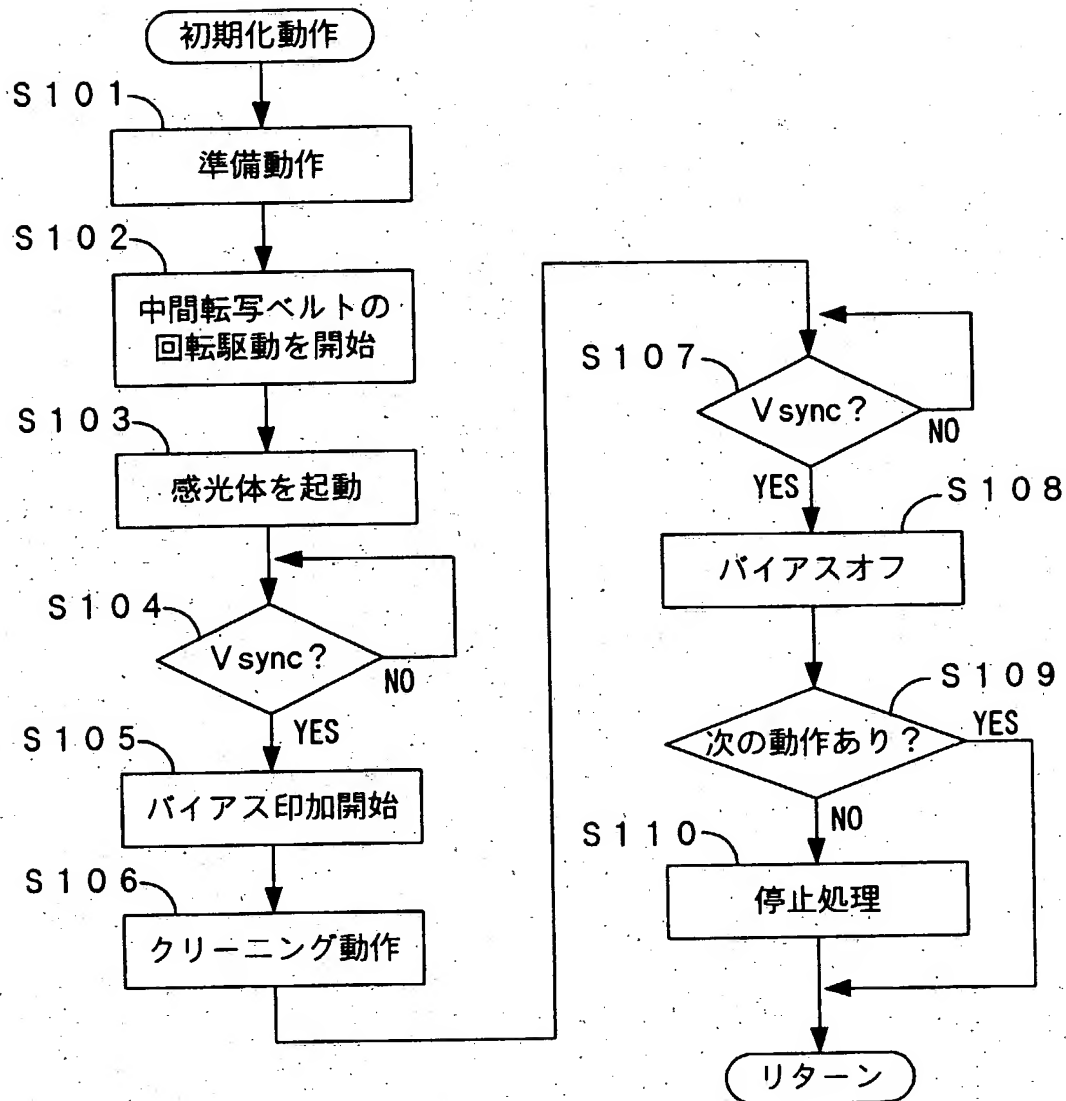 初期化動作
S101
準備動作
S102
中間転写ベルトの
回転駆動を開始
S103
感光体を起動
S104
Vsync?
NO
YES
S105
バイアス印加開始
S106
クリーニング動作
S107
Vsync?
NO
YES
S108
バイアスオフ
S109
次の動作あり?
YES
NO
S110
停止処理
リターン